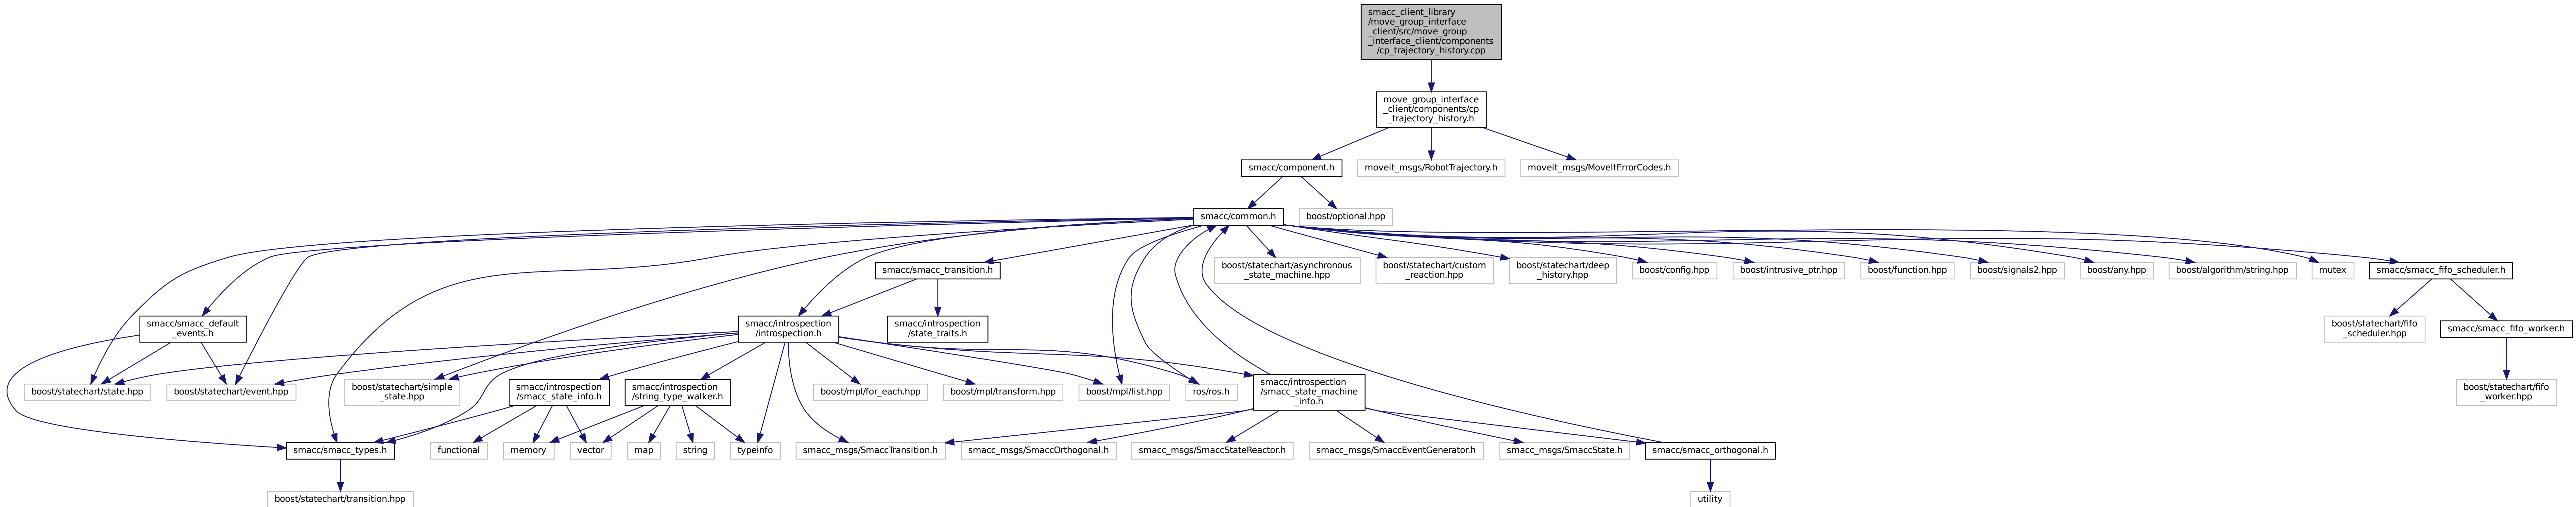 smacc_client_library
/move_group_interface
_client/src/move_group
_interface_client/components
/cp_trajectory_history.cpp
move_group_interface
_client/components/cp
_trajectory_history.h
smacc/component.h
moveit_msgs/RobotTrajectory.h
moveit_msgs/MoveItErrorCodes.h
smacc/common.h
boost/optional.hpp
smacc/smacc_transition.h
boost/statechart/asynchronous
_state_machine.hpp
boost/statechart/custom
_reaction.hpp
boost/statechart/deep
_history.hpp
boost/config.hpp
boost/intrusive_ptr.hpp
boost/function.hpp
boost/signals2.hpp
boost/any.hpp
boost/algorithm/string.hpp
mutex
smacc/smacc_fifo_scheduler.h
smacc/smacc_default
_events.h
smacc/introspection
/introspection.h
smacc/introspection
/state_traits.h
boost/statechart/fifo
_scheduler.hpp
smacc/smacc_fifo_worker.h
boost/statechart/state.hpp
boost/statechart/event.hpp
boost/statechart/simple
_state.hpp
smacc/introspection
/smacc_state_info.h
smacc/introspection
/string_type_walker.h
boost/mpl/for_each.hpp
boost/mpl/transform.hpp
boost/mpl/list.hpp
ros/ros.h
smacc/introspection
/smacc_state_machine
_info.h
boost/statechart/fifo
_worker.hpp
smacc/smacc_types.h
functional
memory
vector
map
string
typeinfo
smacc_msgs/SmaccTransition.h
smacc_msgs/SmaccOrthogonal.h
smacc_msgs/SmaccStateReactor.h
smacc_msgs/SmaccEventGenerator.h
smacc_msgs/SmaccState.h
smacc/smacc_orthogonal.h
boost/statechart/transition.hpp
utility